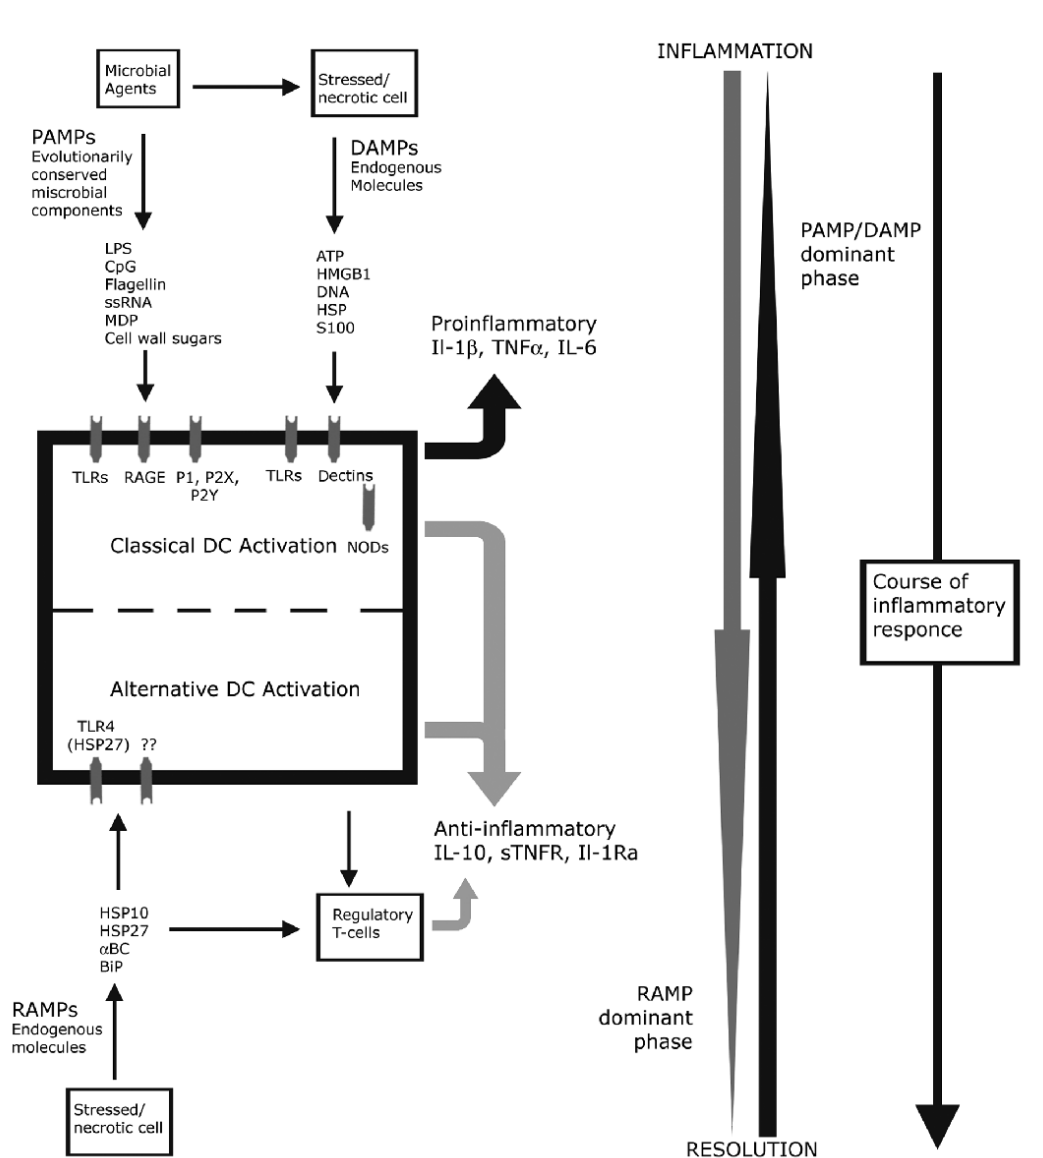 INFLAMMATION
Microbial
Agents
Stressed/
necrotic cell
PAMPs
Evolutionarily
conserved
miscrobial
components
DAMPs
Endogenous
Molecules
LPS
CpG
Flagellin
ssRNA
MDP
Cell wall sugars
ATP
HMGB1
DNA
HSP
S100
Proinflammatory
Il-1β, TNFα, IL-6
TLRs
RAGE
P1, P2X,
P2Y
TLRs
Dectins
NODs
Classical DC Activation
Alternative DC Activation
TLR4
(HSP27)
??
Anti-inflammatory
IL-10, sTNFR, Il-1Ra
HSP10
HSP27
αBC
BiP
Regulatory
T-cells
RAMPs
Endogenous
molecules
Stressed/
necrotic cell
PAMP/DAMP
dominant
phase
Course of
inflammatory
responce
RAMP
dominant
phase
RESOLUTION